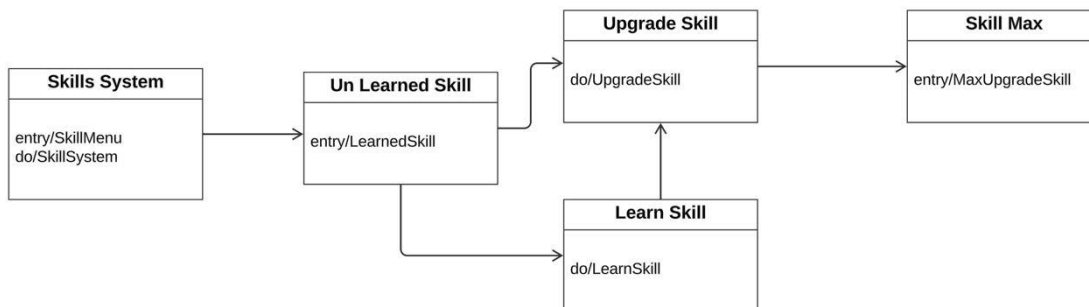 Skills System
entry/SkillMenu
do/SkillSystem
Un Learned Skill
entry/LearnedSkill
Upgrade Skill
do/UpgradeSkill
Learn Skill
do/LearnSkill
Skill Max
entry/MaxUpgradeSkill